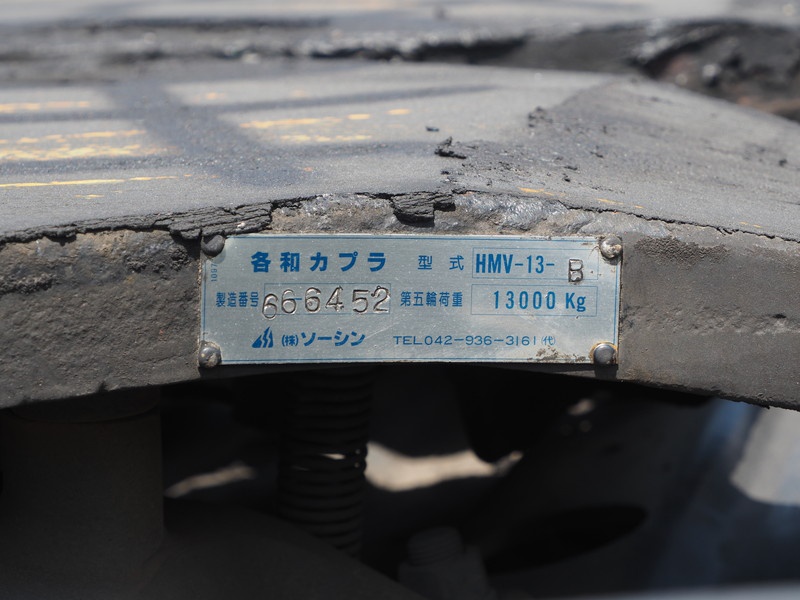 各和カプラ 型式 HMV-13-B
製造番号 666452 第五輪荷重 13000 Kg
(株)ソーシン TEL042-936-3161(代)